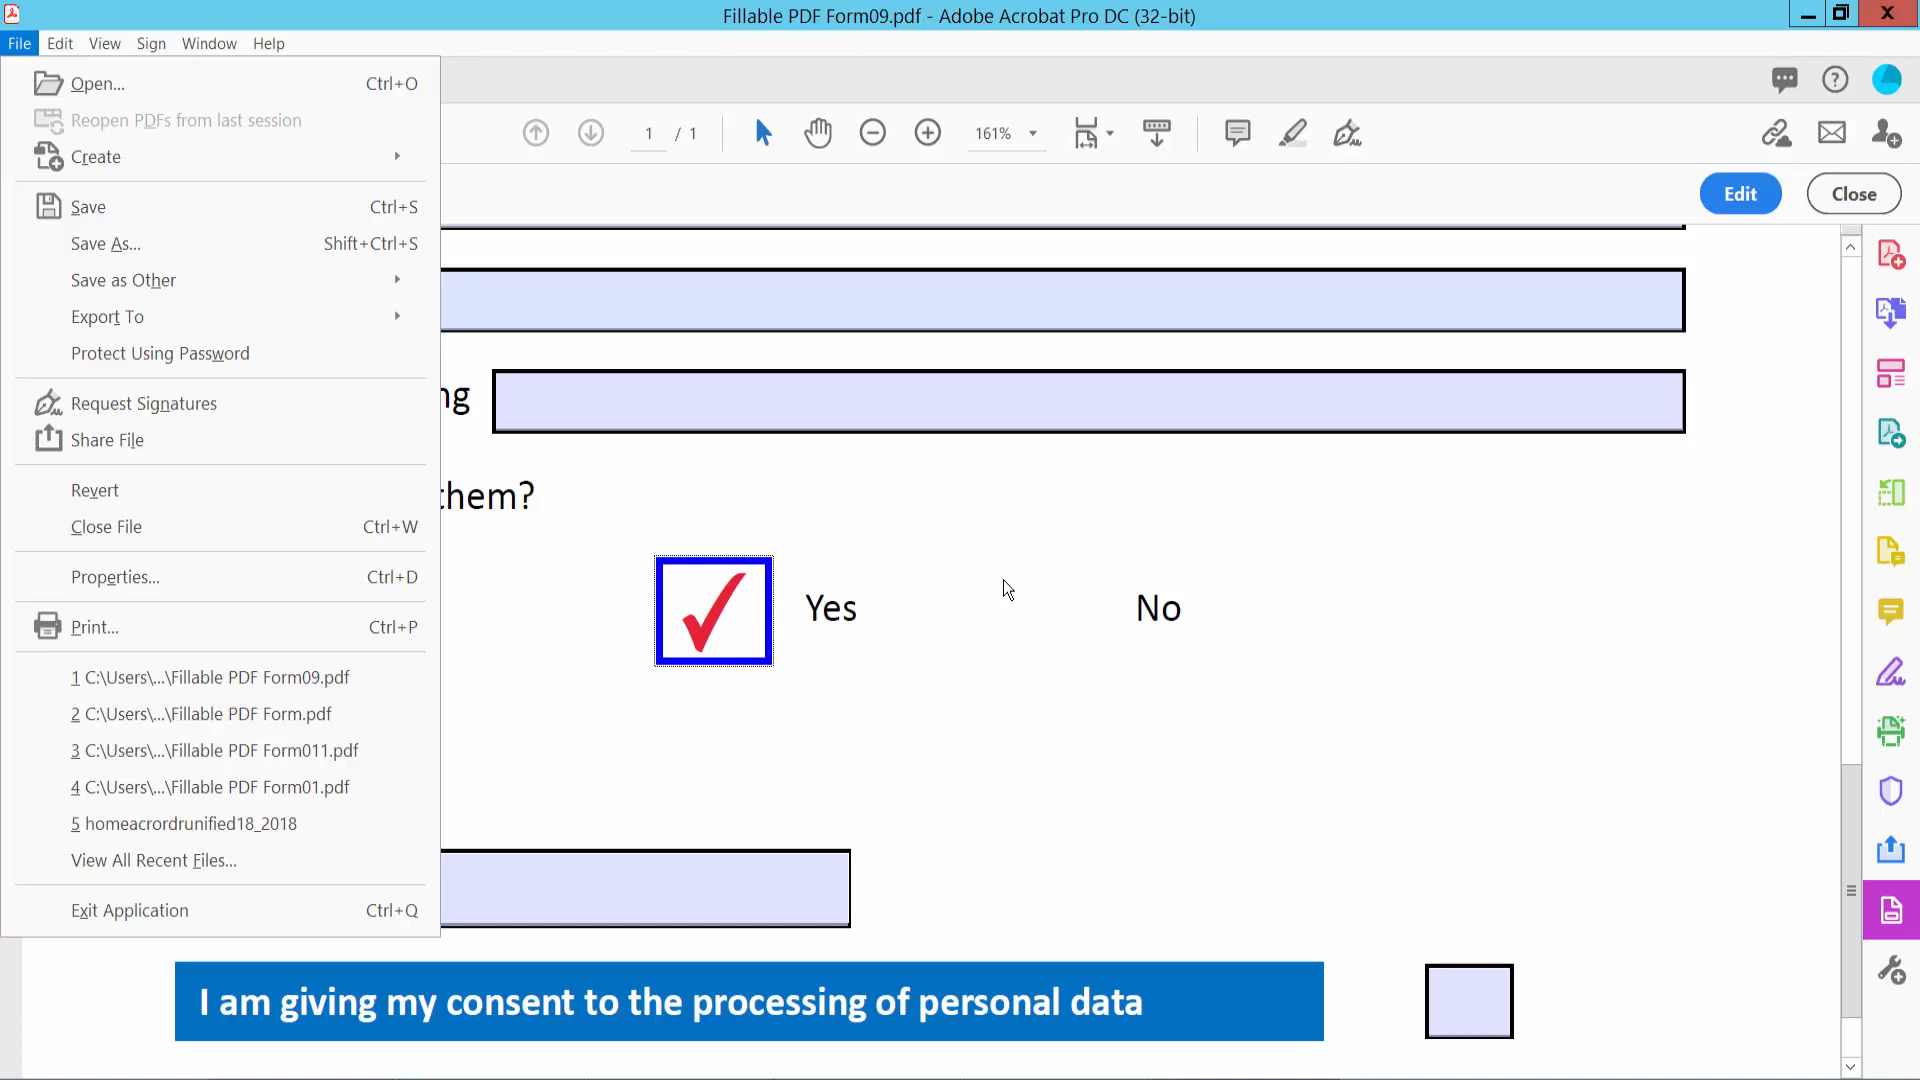 Fillable PDF Form09.pdf - Adobe Acrobat Pro DC (32-bit)
File Edit View Sign Window Help
Open... Ctrl+O
Reopen PDFs from last session
Create
Save Ctrl+S
Save As... Shift+Ctrl+S
Save as Other
Export To
Protect Using Password
Request Signatures
Share File
Revert
Close File Ctrl+W
Properties... Ctrl+D
Print... Ctrl+P
1 C:\Users\...\Fillable PDF Form09.pdf
2 C:\Users\...\Fillable PDF Form.pdf
3 C:\Users\...\Fillable PDF Form011.pdf
4 C:\Users\...\Fillable PDF Form01.pdf
5 homeacrordrunified18_2018
View All Recent Files...
Exit Application Ctrl+Q
1 / 1
161%
Edit Close
ng
them?
Yes No
I am giving my consent to the processing of personal data